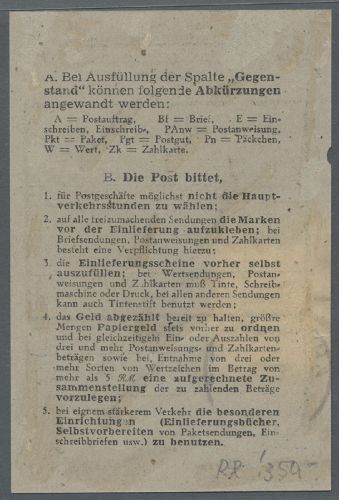 A. Bei Ausfüllung der Spalte „Gegen-
stand" können folgende Abkürzungen
angewandt werden:
A = Postauftrag, Bf = Brief, E = Ein-
schreiben, Einschreibbf, PAnw = Postanweisung,
Pkt = Paket, Pgt = Postgut, Pn = Päckchen,
W = Wert, Zk = Zahlkarte.
B. Die Post bittet,
1. für Postgeschäfte möglichst nicht die Haupt-
verkehrsstunden zu wählen;
2. auf alle freizumachenden Sendungen die Marken
vor der Einlieferung aufzukleben; bei
Briefsendungen, Postanweisungen und Zahlkarten
besteht eine Verpflichtung hierzu;
3. die Einlieferungsscheine vorher selbst
auszufüllen; bei Wertsendungen, Postan-
weisungen und Zahlkarten muß Tinte, Schreib-
maschine oder Druck, bei allen anderen Sendungen
kann auch Tintenstift benutzt werden;
4. das Geld abgezählt bereit zu halten, größere
Mengen Papiergeld stets vorher zu ordnen
und bei gleichzeitigem Ein- oder Auszahlen von
drei und mehr Postanweisungs- und Zahlkarten-
beträgen sowie bei Entnahme von drei oder
mehr Sorten von Wertzeichen im Betrag von
mehr als 5 RM eine aufgerechnete Zu-
sammenstellung der zu zahlenden Beträge
vorzulegen;
5. bei eignem stärkerem Verkehr die besonderen
Einrichtungen (Einlieferungsbücher,
Selbstvorbereiten von Paketsendungen, Ein-
schreibbriefen usw.) zu benutzen.
350.-